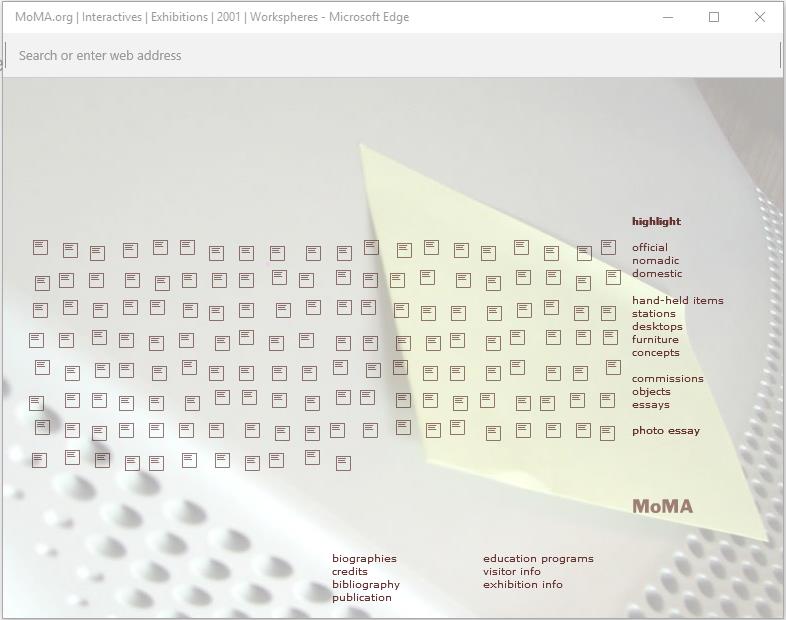 MoMA.org | Interactives | Exhibitions | 2001 | Workspheres - Microsoft Edge
Search or enter web address
highlight
official
nomadic
domestic
hand-held items
stations
desktops
furniture
concepts
commissions
objects
essays
photo essay
MoMA
biographies
credits
bibliography
publication
education programs
visitor info
exhibition info